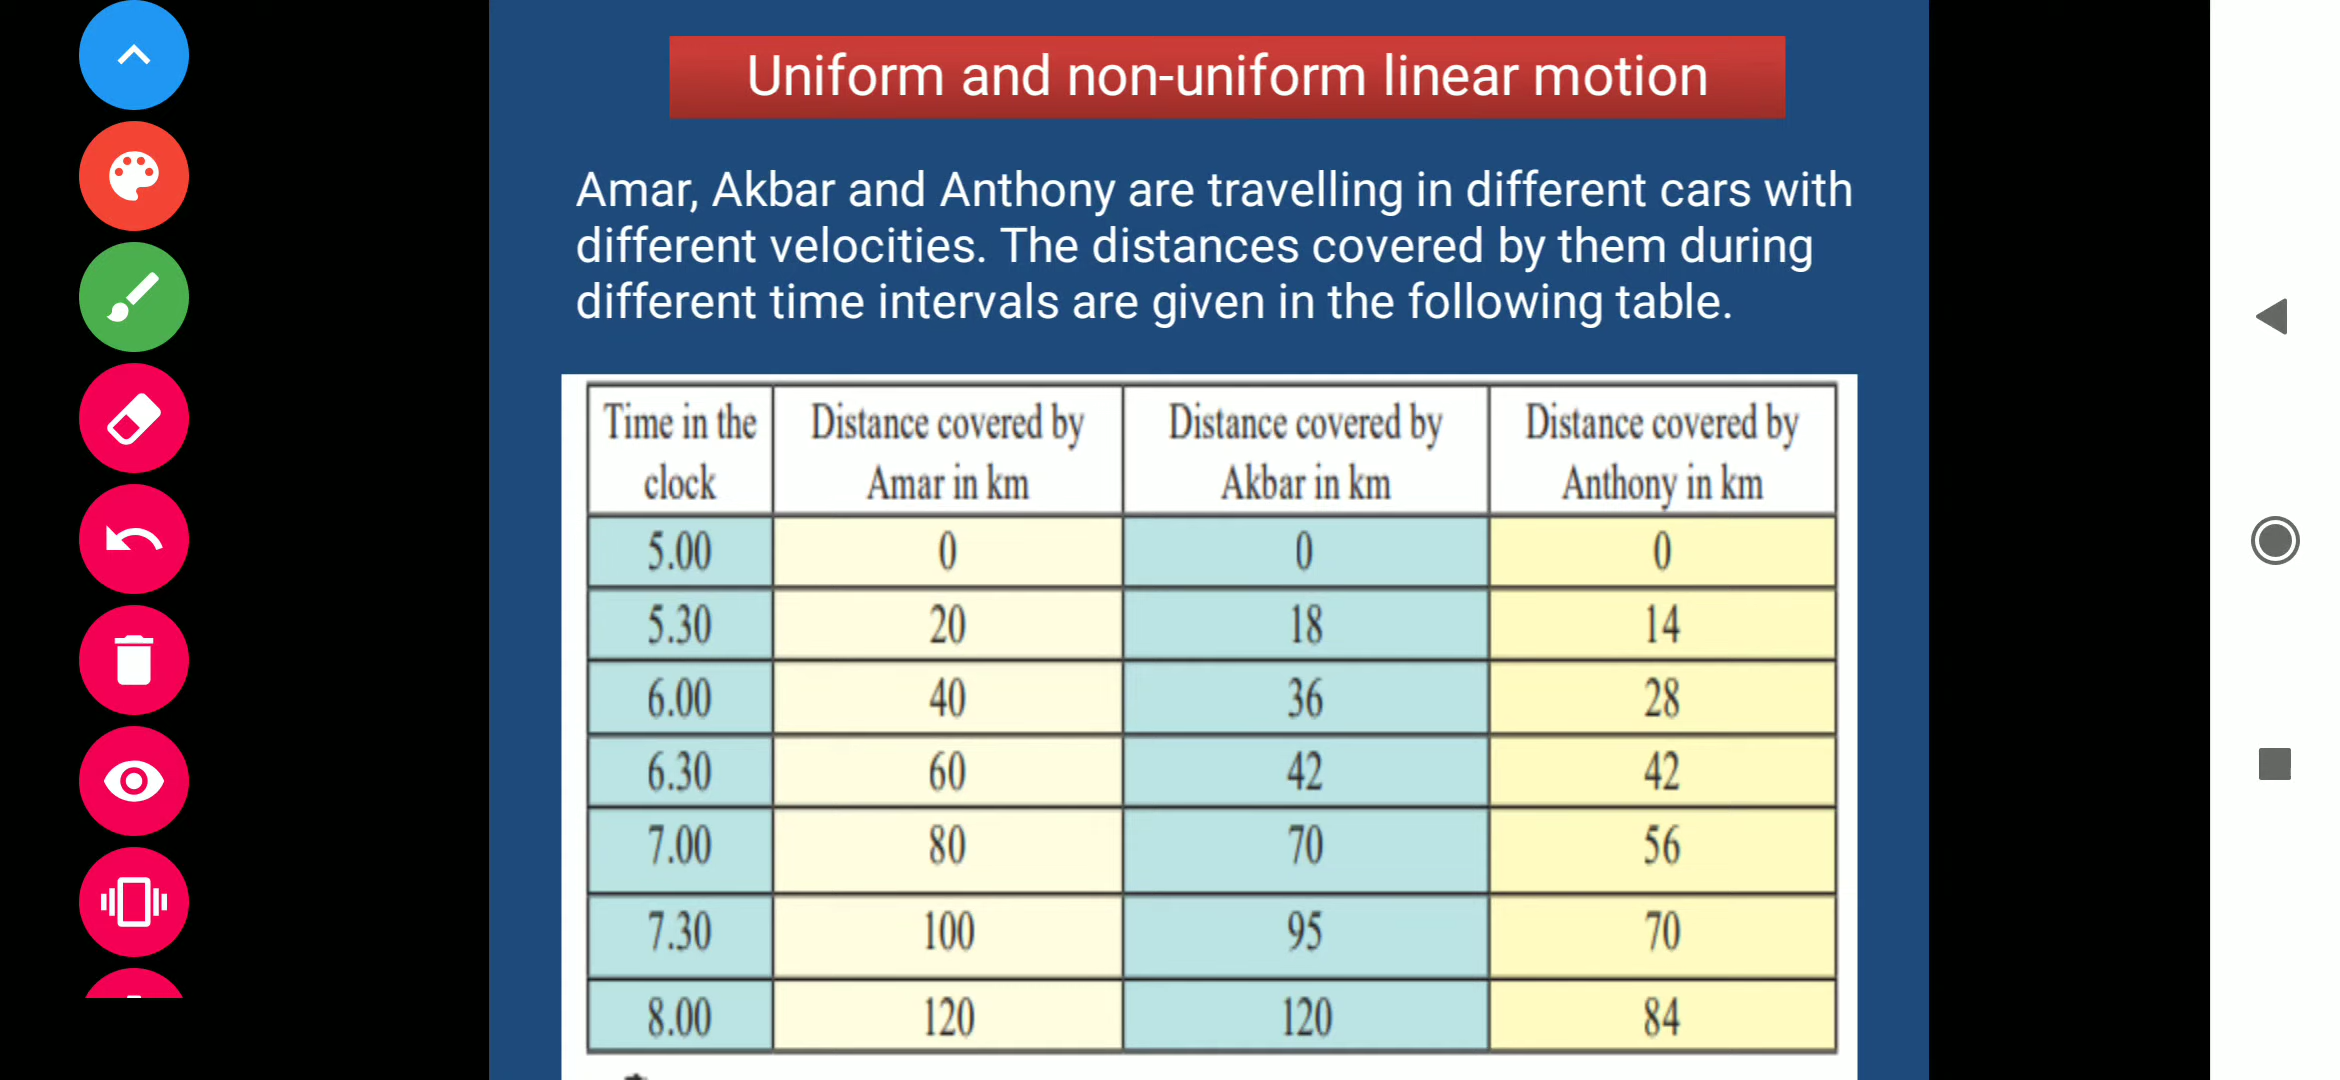 Uniform and non-uniform linear motion
Amar, Akbar and Anthony are travelling in different cars with
different velocities. The distances covered by them during
different time intervals are given in the following table.
Time in the clock Distance covered by Amar in km Distance covered by Akbar in km Distance covered by Anthony in km
5.00 0 0 0
5.30 20 18 14
6.00 40 36 28
6.30 60 42 42
7.00 80 70 56
7.30 100 95 70
8.00 120 120 84